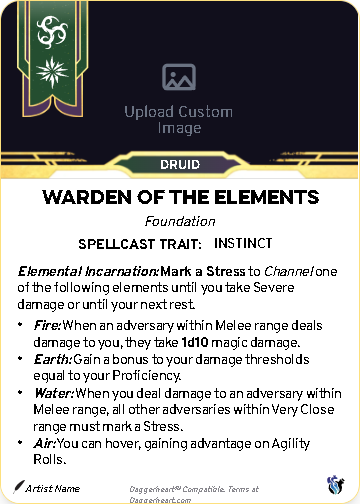 Upload Custom
Image
DRUID
WARDEN OF THE ELEMENTS
Foundation
SPELLCAST TRAIT: INSTINCT
Elemental Incarnation: Mark a Stress to Channel one
of the following elements until you take Severe
damage or until your next rest.
• Fire: When an adversary within Melee range deals
damage to you, they take 1d10 magic damage.
• Earth: Gain a bonus to your damage thresholds
equal to your Proficiency.
• Water: When you deal damage to an adversary within
Melee range, all other adversaries within Very Close
range must mark a Stress.
• Air: You can hover, gaining advantage on Agility
Rolls.
Artist Name
Daggerheart™ Compatible. Terms at
Daggerheart.com